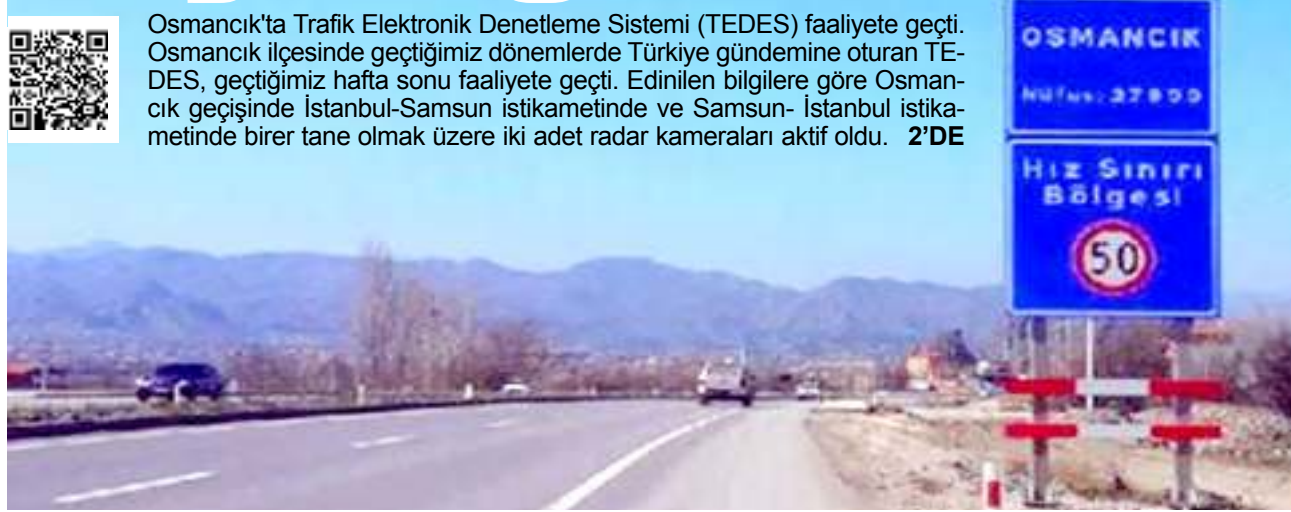 Osmancık'ta Trafik Elektronik Denetleme Sistemi (TEDES) faaliyete geçti.
Osmancık ilçesinde geçtiğimiz dönemlerde Türkiye gündemine oturan TE-
DES, geçtiğimiz hafta sonu faaliyete geçti. Edinilen bilgilere göre Osman-
cık geçişinde İstanbul-Samsun istikametinde ve Samsun- İstanbul istika-
metinde birer tane olmak üzere iki adet radar kameraları aktif oldu. 2’DE
OSMANCIK
Nüfus:
Hız Sınırı
Bölgesi
50